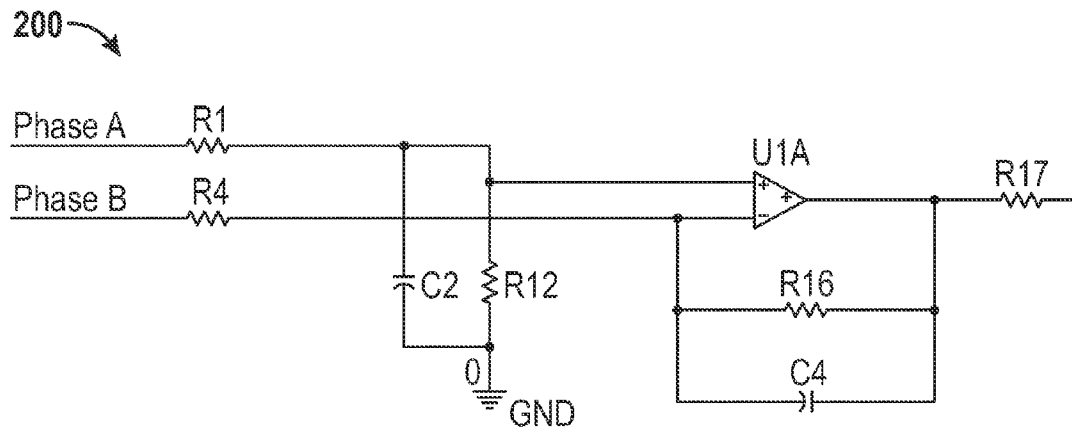 200
Phase A
R1
Phase B
R4
U1A
+
+
-
R17
C2
R12
R16
C4
0
GND